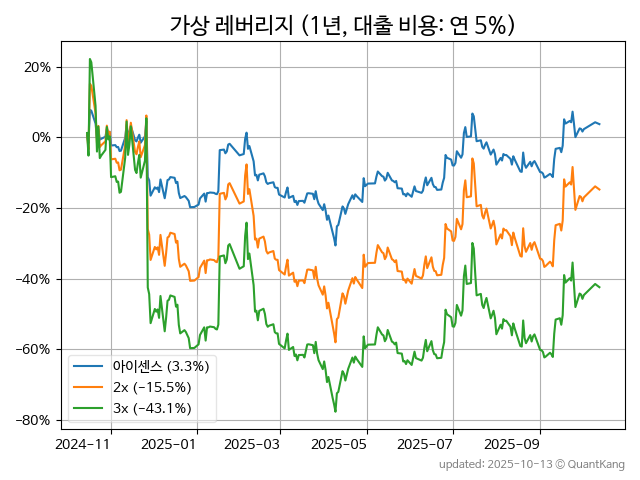 가상 레버리지 (1년, 대출 비용: 연 5%)
20%
0%
−20%
−40%
−60%
−80%
아이센스 (3.3%)
2x (−15.5%)
3x (−43.1%)
2024-11
2025-01
2025-03
2025-05
2025-07
2025-09
updated: 2025-10-13 © QuantKang